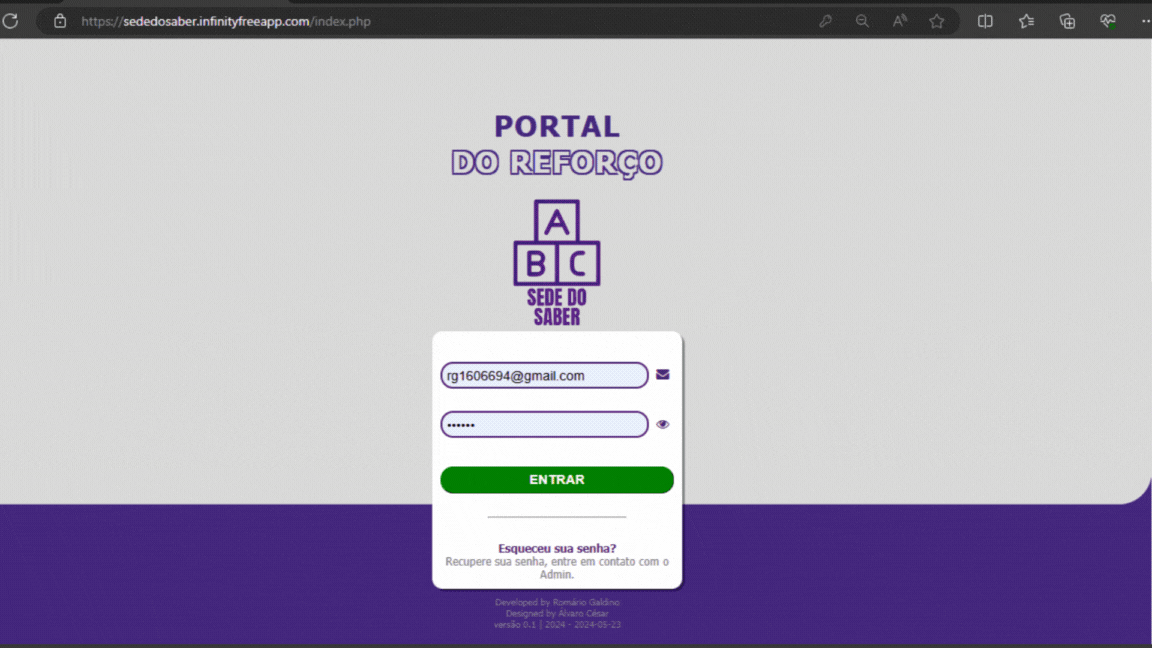 https://sededosaber.infinityfreeapp.com/index.php
PORTAL
DO REFORÇO
A
B C
SEDE DO
SABER
rg1606694@gmail.com
••••••
ENTRAR
Esqueceu sua senha?
Recupere sua senha, entre em contato com o
Admin.
Developed by Romário Galdino
Designed by Álvaro César
versão 0.1 | 2024 - 2024-05-23